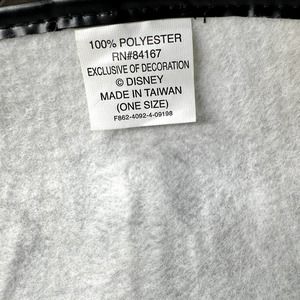 100% POLYESTER
RN#84167
EXCLUSIVE OF DECORATION
© DISNEY
MADE IN TAIWAN
(ONE SIZE)
F862-4092-4-09198